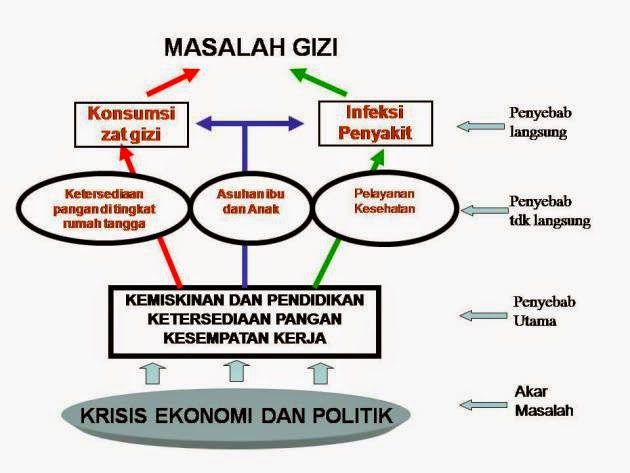 MASALAH GIZI
Konsumsi
zat gizi
Infeksi
Penyakit
Penyebab
langsung
Ketersediaan
pangan di tingkat
rumah tangga
Asuhan ibu
dan Anak
Pelayanan
Kesehatan
Penyebab
tdk langsung
KEMISKINAN DAN PENDIDIKAN
KETERSEDIAAN PANGAN
KESEMPATAN KERJA
Penyebab
Utama
KRISIS EKONOMI DAN POLITIK
Akar
Masalah